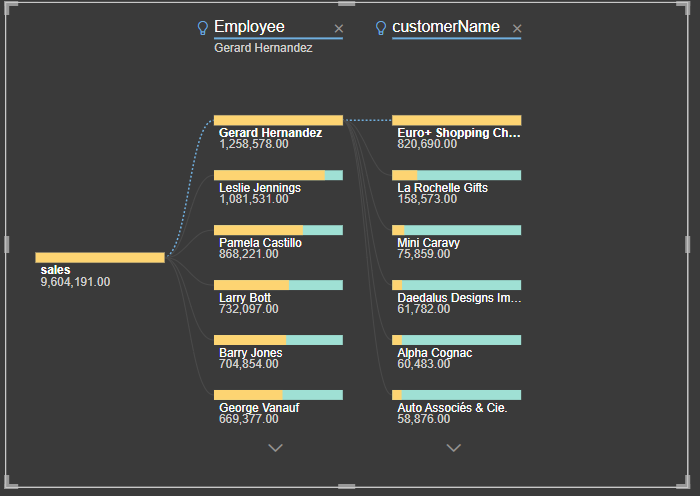 Employee
Gerard Hernandez
customerName
sales
9,604,191.00
Gerard Hernandez
1,258,578.00
Leslie Jennings
1,081,531.00
Pamela Castillo
868,221.00
Larry Bott
732,097.00
Barry Jones
704,854.00
George Vanauf
669,377.00
Euro+ Shopping Ch...
820,690.00
La Rochelle Gifts
158,573.00
Mini Caravy
75,859.00
Daedalus Designs Im...
61,782.00
Alpha Cognac
60,483.00
Auto Associés & Cie.
58,876.00